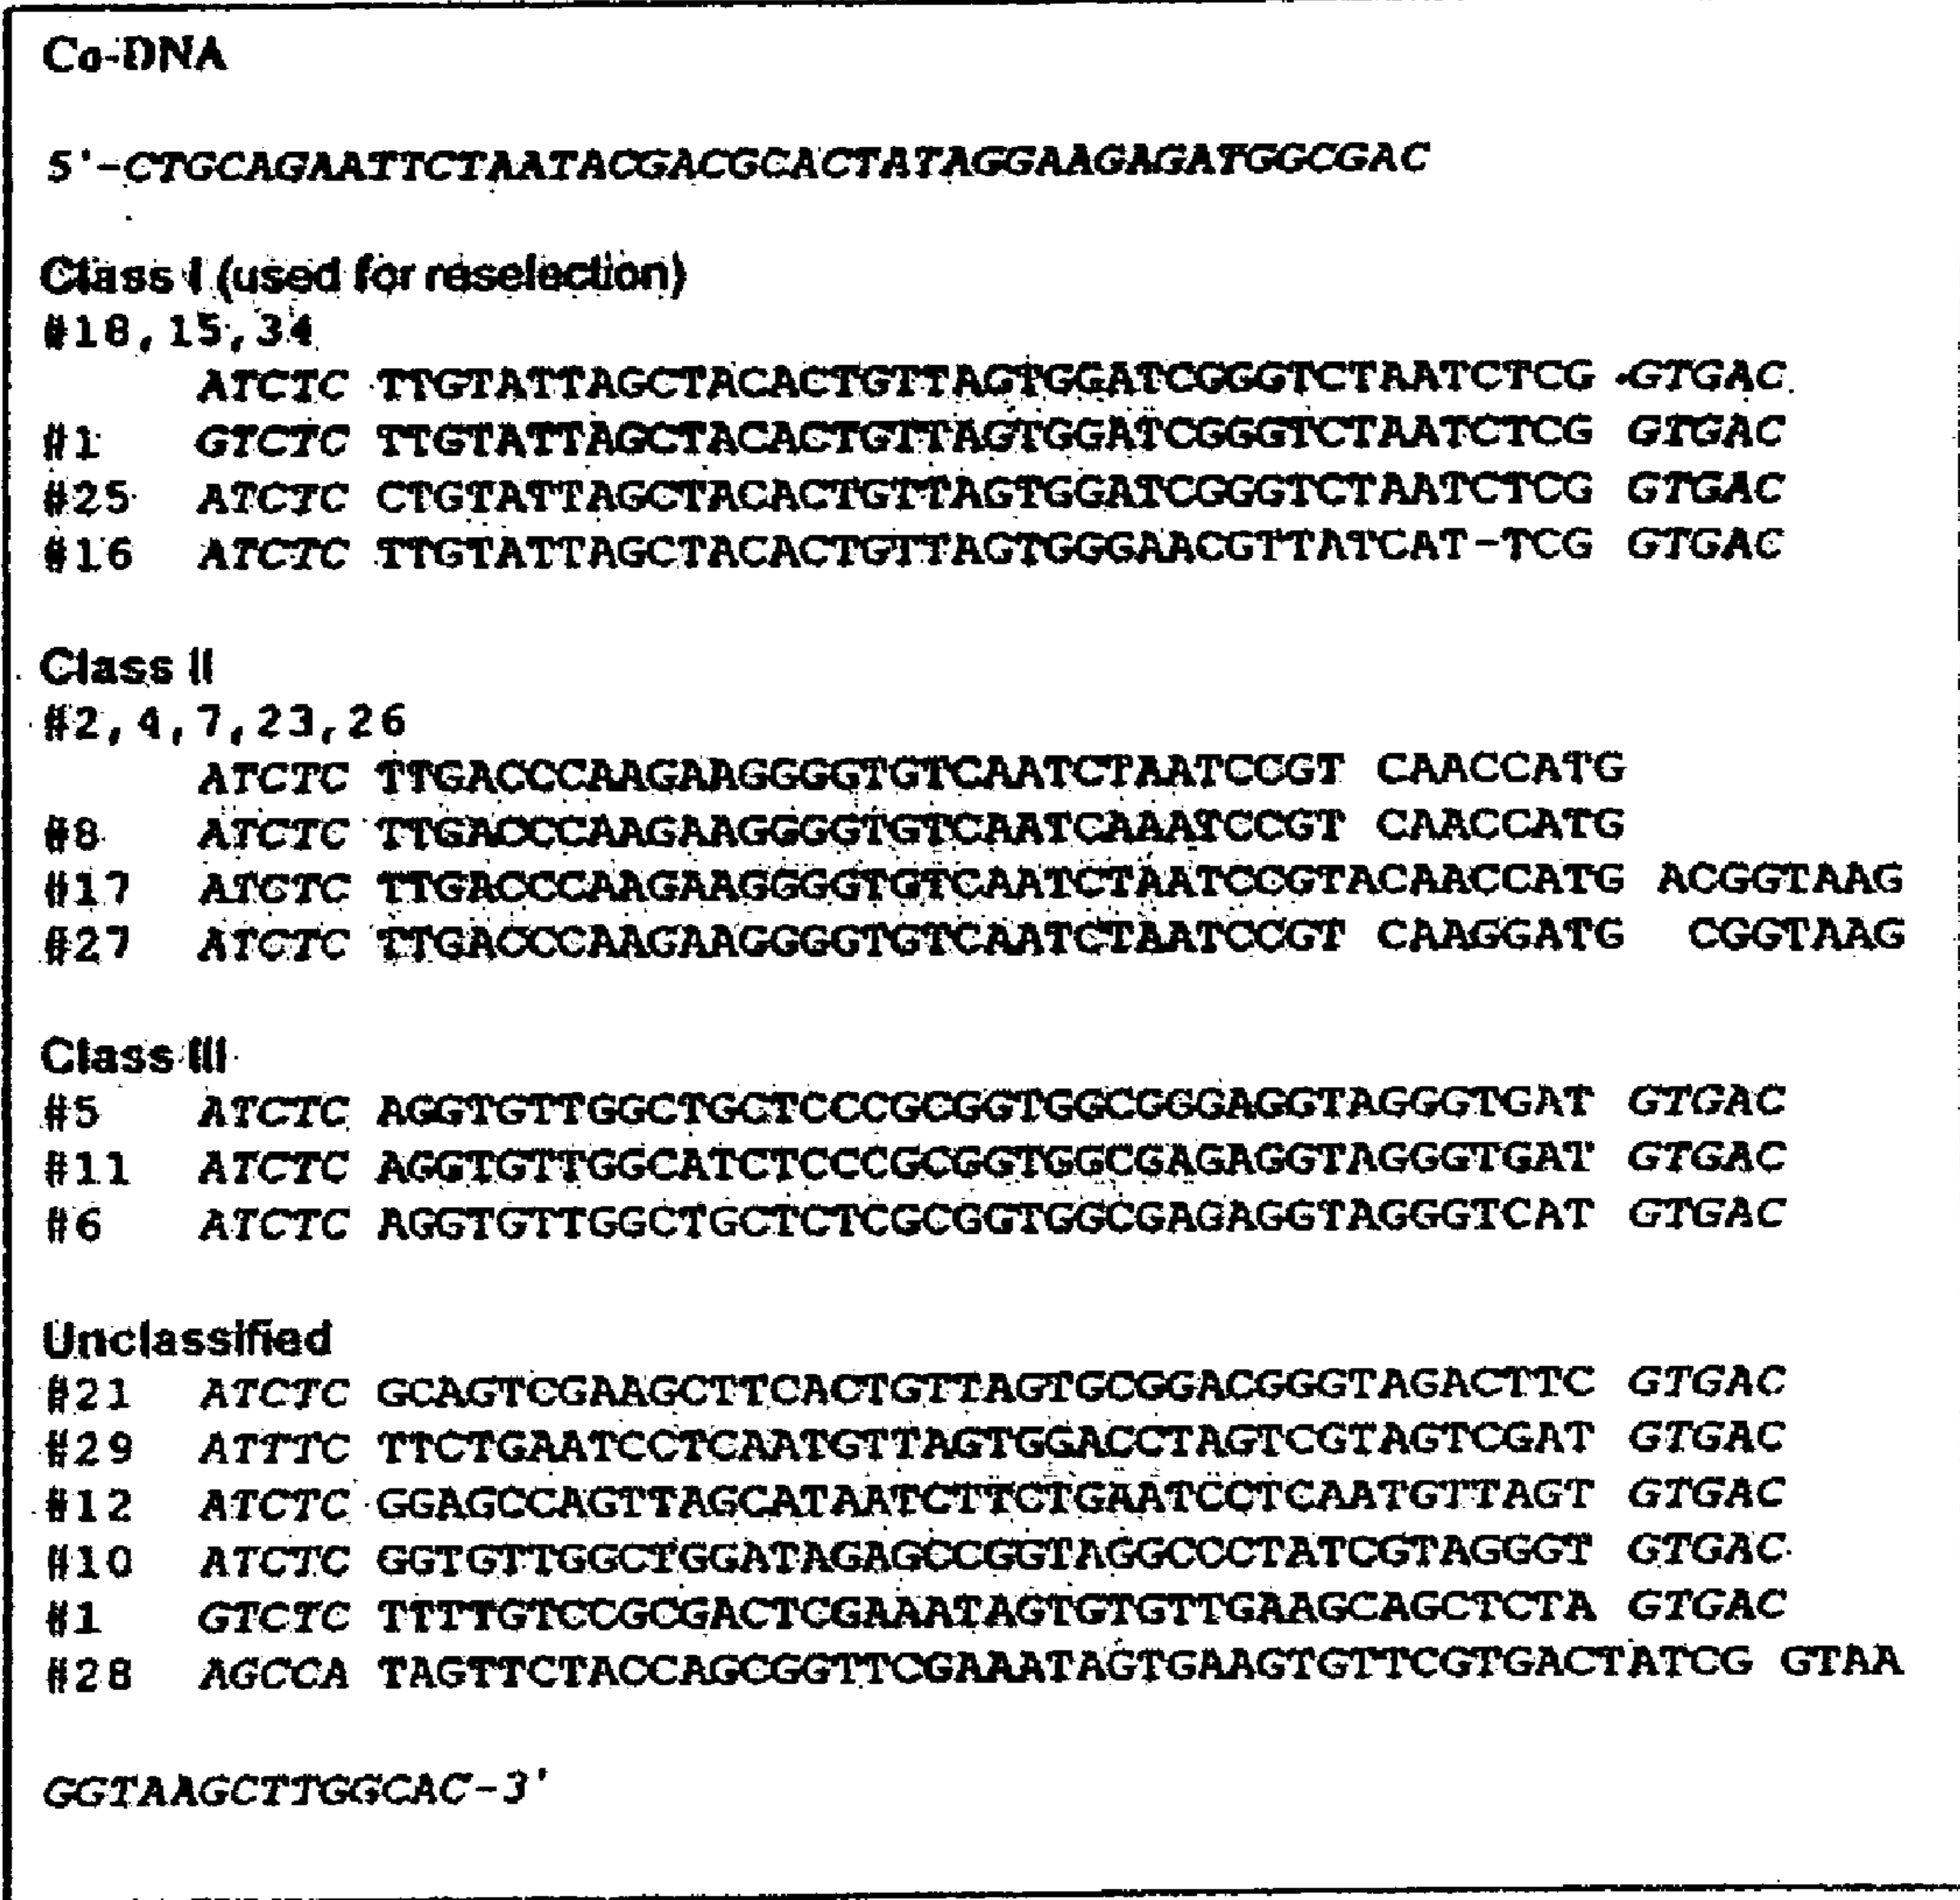 Co-DNA
5'-CTGCAGAATTCTAATACGACGCACTATAGGAAGAGATGGCGAC
Class I (used for reselection)
#18,15,34
ATCTC TTGTATTAGCTACACTGTTAGTGGATCGGGTCTAATCTCG GTGAC
#1 GTCTC TTGTATTAGCTACACTGTTAGTGGATCGGGTCTAATCTCG GTGAC
#25 ATCTC CTGTATTAGCTACACTGTTAGTGGATCGGGTCTAATCTCG GTGAC
#16 ATCTC TTGTATTAGCTACACTGTTAGTGGGAACGTTATCAT-TCG GTGAC
Class II
#2,4,7,23,26
ATCTC TTGACCCAAGAAGGGGTGTCAATCTAATCCGT CAACCATG
#8 ATCTC TTGACCCAAGAAGGGGTGTCAATCAAATCCGT CAACCATG
#17 ATCTC TTGACCCAAGAAGGGGTGTCAATCTAATCCGTACAACCATG ACGGTAAG
#27 ATCTC TTGACCCAAGAAGGGGTGTCAATCTAATCCGT CAAGGATG CGGTAAG
Class III
#5 ATCTC AGGTGTTGGCTGCTCCCGCGGTGGCGGGAGGTAGGGTGAT GTGAC
#11 ATCTC AGGTGTTGGCATCTCCCGCGGTGGCGAGAGGTAGGGTGAT GTGAC
#6 ATCTC AGGTGTTGGCTGCTCTCGCGGTGGCGAGAGGTAGGGTCAT GTGAC
Unclassified
#21 ATCTC GCAGTCGAAGCTTCACTGTTAGTGCGGACGGGTAGACTTC GTGAC
#29 ATTTC TTCTGAATCCTCAATGTTAGTGGACCTAGTCGTAGTCGAT GTGAC
#12 ATCTC GGAGCCAGTTAGCATAATCTTCTGAATCCTCAATGTTAGT GTGAC
#10 ATCTC GGTGTTGGCTGGATAGAGCCGGTAGGCCCTATCGTAGGGT GTGAC
#1 GTCTC TTTTGTCCGCGACTCGAAATAGTGTGTTGAAGCAGCTCTA GTGAC
#28 AGCCA TAGTTCTACCAGCGGTTCGAAATAGTGAAGTGTTCGTGACTATCG GTAA
GGTAAGCTTGGCAC-3'